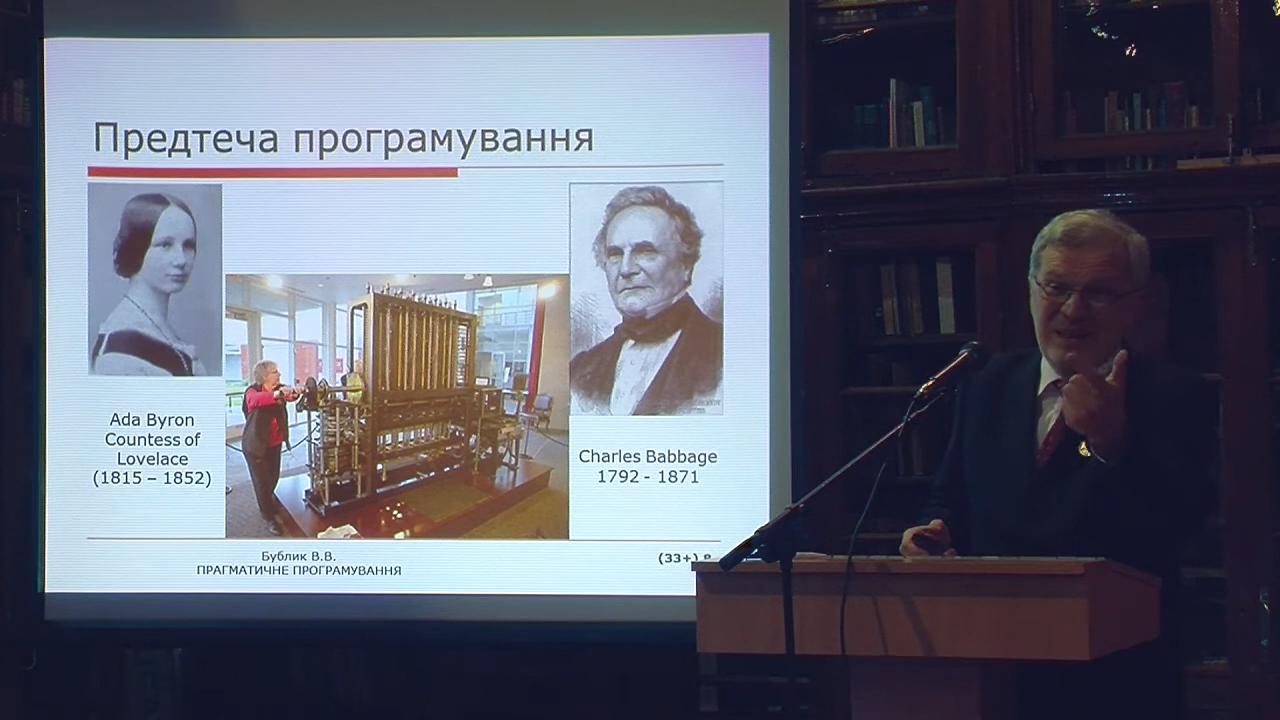 Предтеча програмування
Ada Byron
Countess of
Lovelace
(1815 – 1852)
Charles Babbage
1792 - 1871
Бублик В.В.
ПРАГМАТИЧНЕ ПРОГРАМУВАННЯ
(33+)